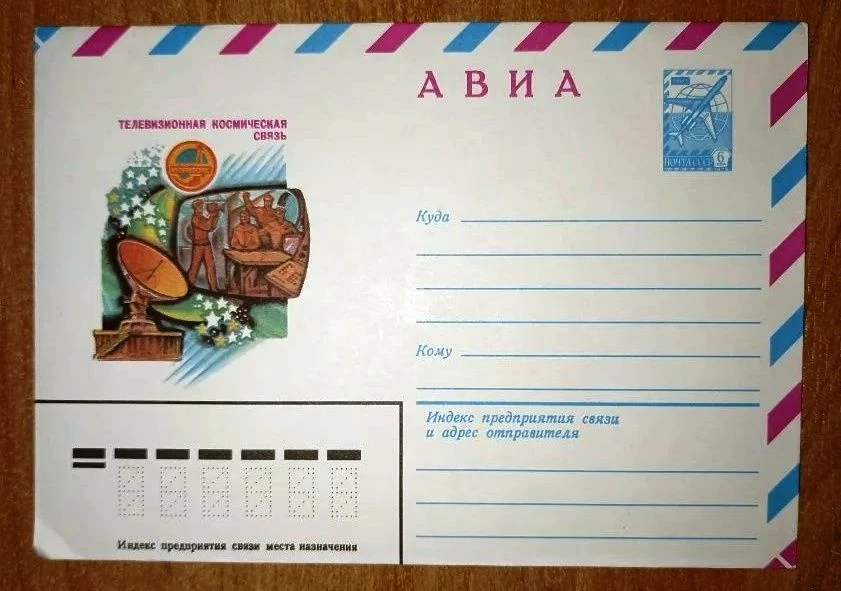 АВИА
ТЕЛЕВИЗИОННАЯ КОСМИЧЕСКАЯ
СВЯЗЬ
ПОЧТА СССР 6
Куда
Кому
Индекс предприятия связи
и адрес отправителя
Индекс предприятия связи места назначения